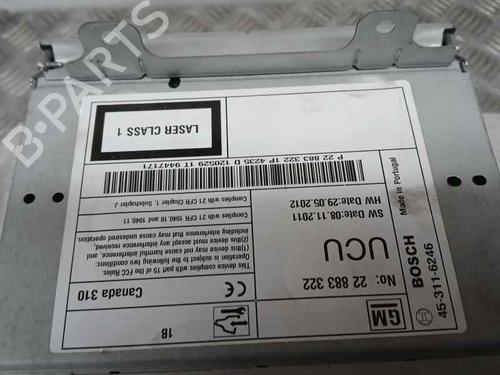 GM
No: 22 883 322
UCU
SW Date:08.11.2011
HW Date:29.05.2012
P 22 883 322 1P 4235 D 120529 1T 9447171
BOSCH
45-311-6246
Made in Portugal
1B
Canada 310
CE
This device complies with part 15 of the FCC Rules.
Operation is subject to the following two conditions:
(1)this device may not cause harmful interference, and
(2)this device must accept any interference received,
including interference that may cause undesired operation.
Complies with 21 CFR 1040.10 and 1040.11
Complies with 21 CFR Chapter 1, Subchapter J
LASER CLASS 1
B-PARTS